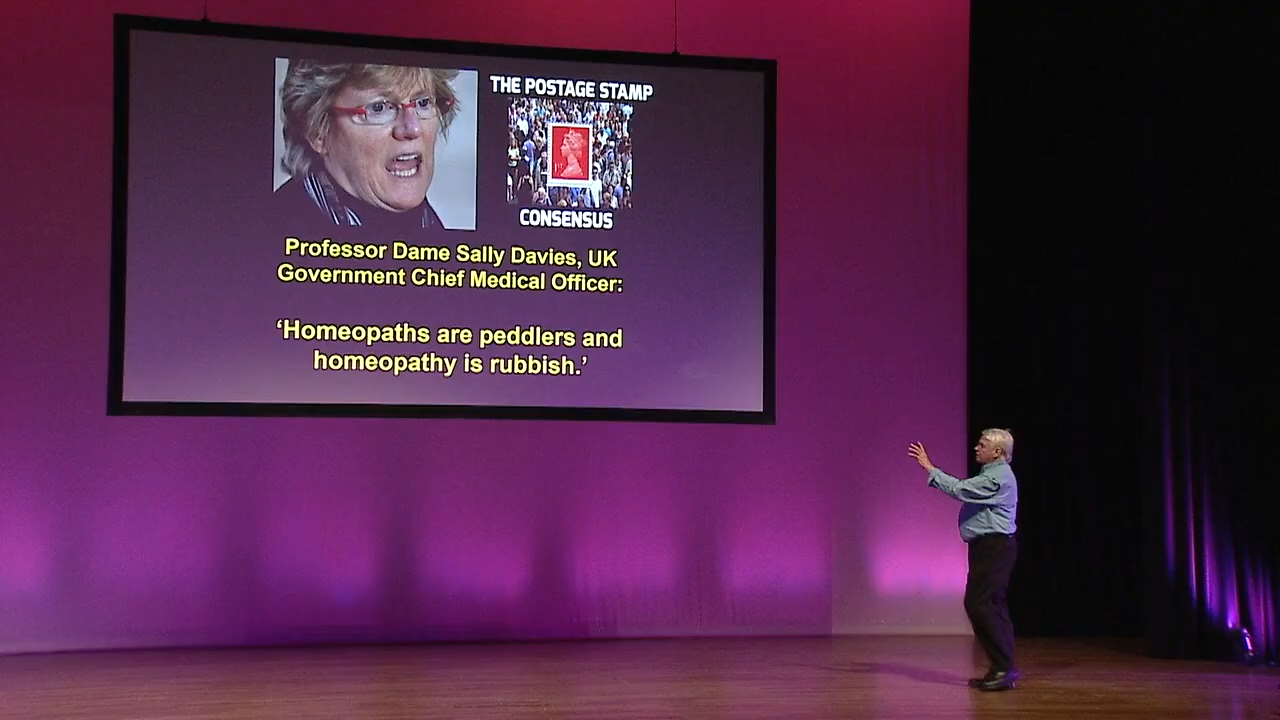 THE POSTAGE STAMP
1ST
CONSENSUS
Professor Dame Sally Davies, UK
Government Chief Medical Officer:
‘Homeopaths are peddlers and
homeopathy is rubbish.’